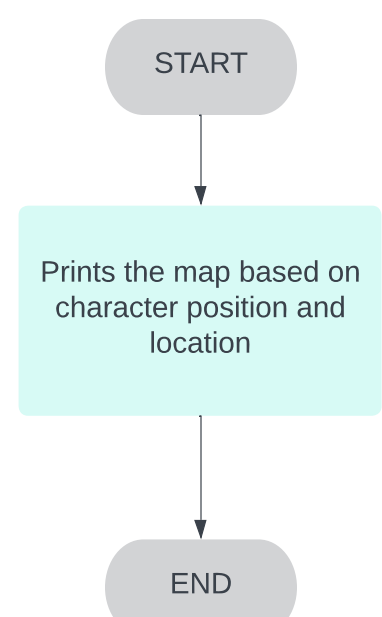 START
Prints the map based on
character position and
location
END